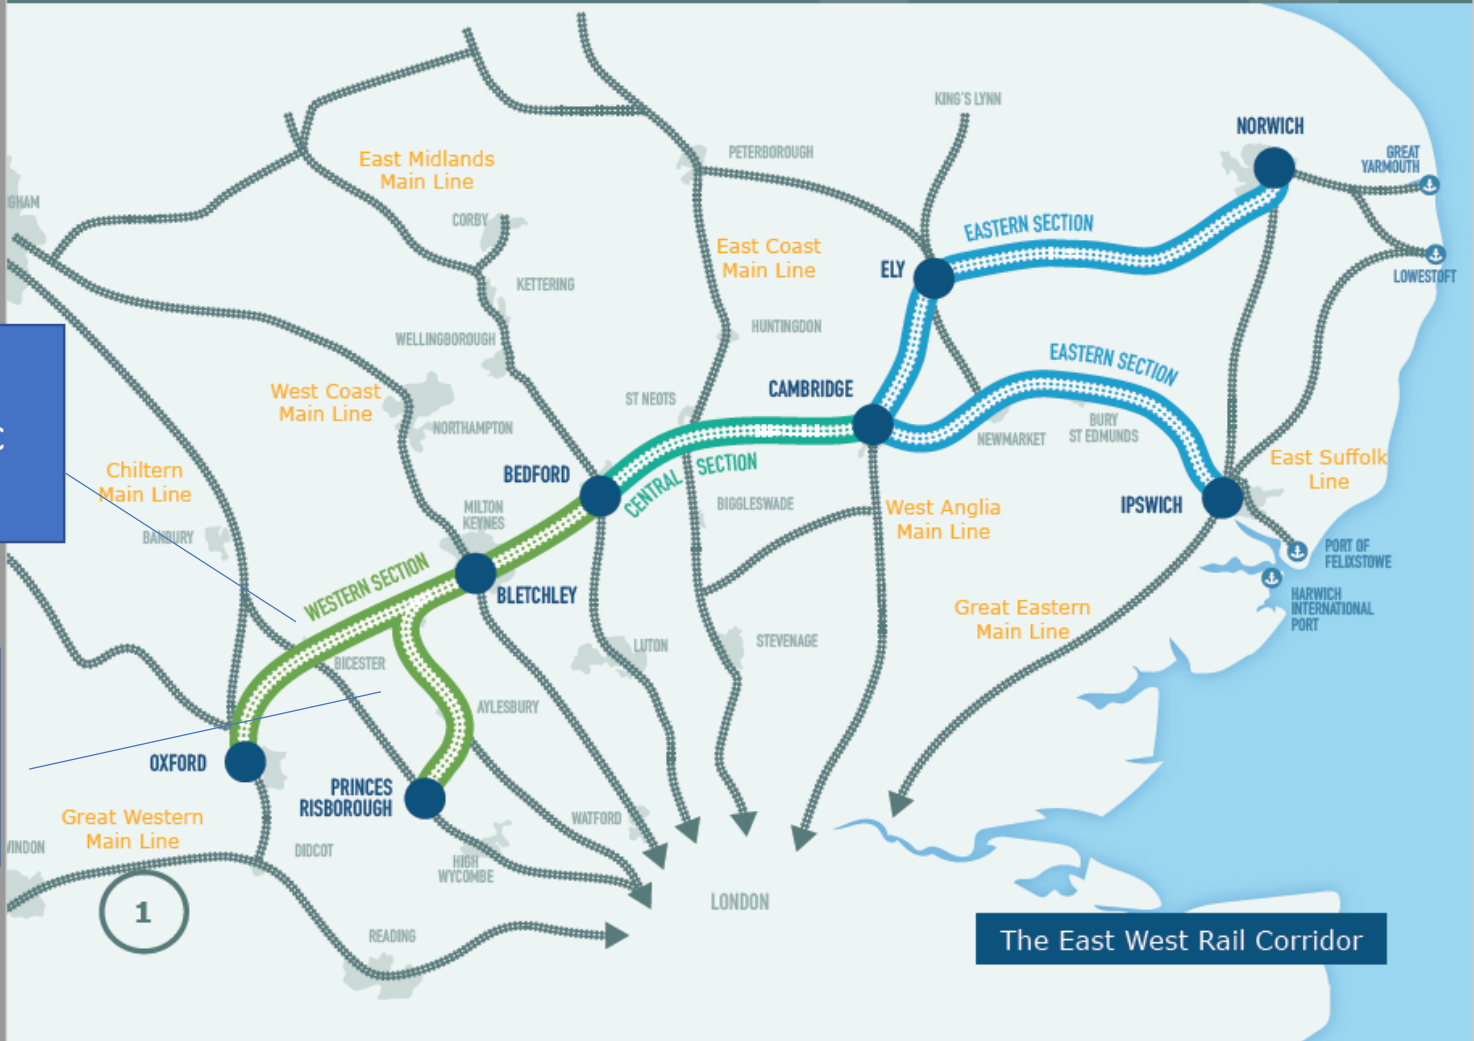 KING'S LYNN
NORWICH
GREAT
YARMOUTH
PETERBOROUGH
East Midlands
Main Line
GHAM
CORBY
East Coast
Main Line
EASTERN SECTION
ELY
LOWESTOFT
KETTERING
HUNTINGDON
WELLINGBOROUGH
EASTERN SECTION
West Coast
Main Line
ST NEOTS
CAMBRIDGE
NORTHAMPTON
NEWMARKET
BURY
ST EDMUNDS
C
Chiltern
Main Line
BEDFORD
CENTRAL SECTION
East Suffolk
Line
BANBURY
MILTON
KEYNES
BIGGLESWADE
West Anglia
Main Line
IPSWICH
PORT OF
FELIXSTOWE
WESTERN SECTION
BLETCHLEY
HARWICH
INTERNATIONAL
PORT
Great Eastern
Main Line
BICESTER
LUTON
STEVENAGE
AYLESBURY
OXFORD
PRINCES
RISBOROUGH
Great Western
Main Line
WATFORD
VINDON
DIDCOT
HIGH
WYCOMBE
LONDON
1
READING
The East West Rail Corridor